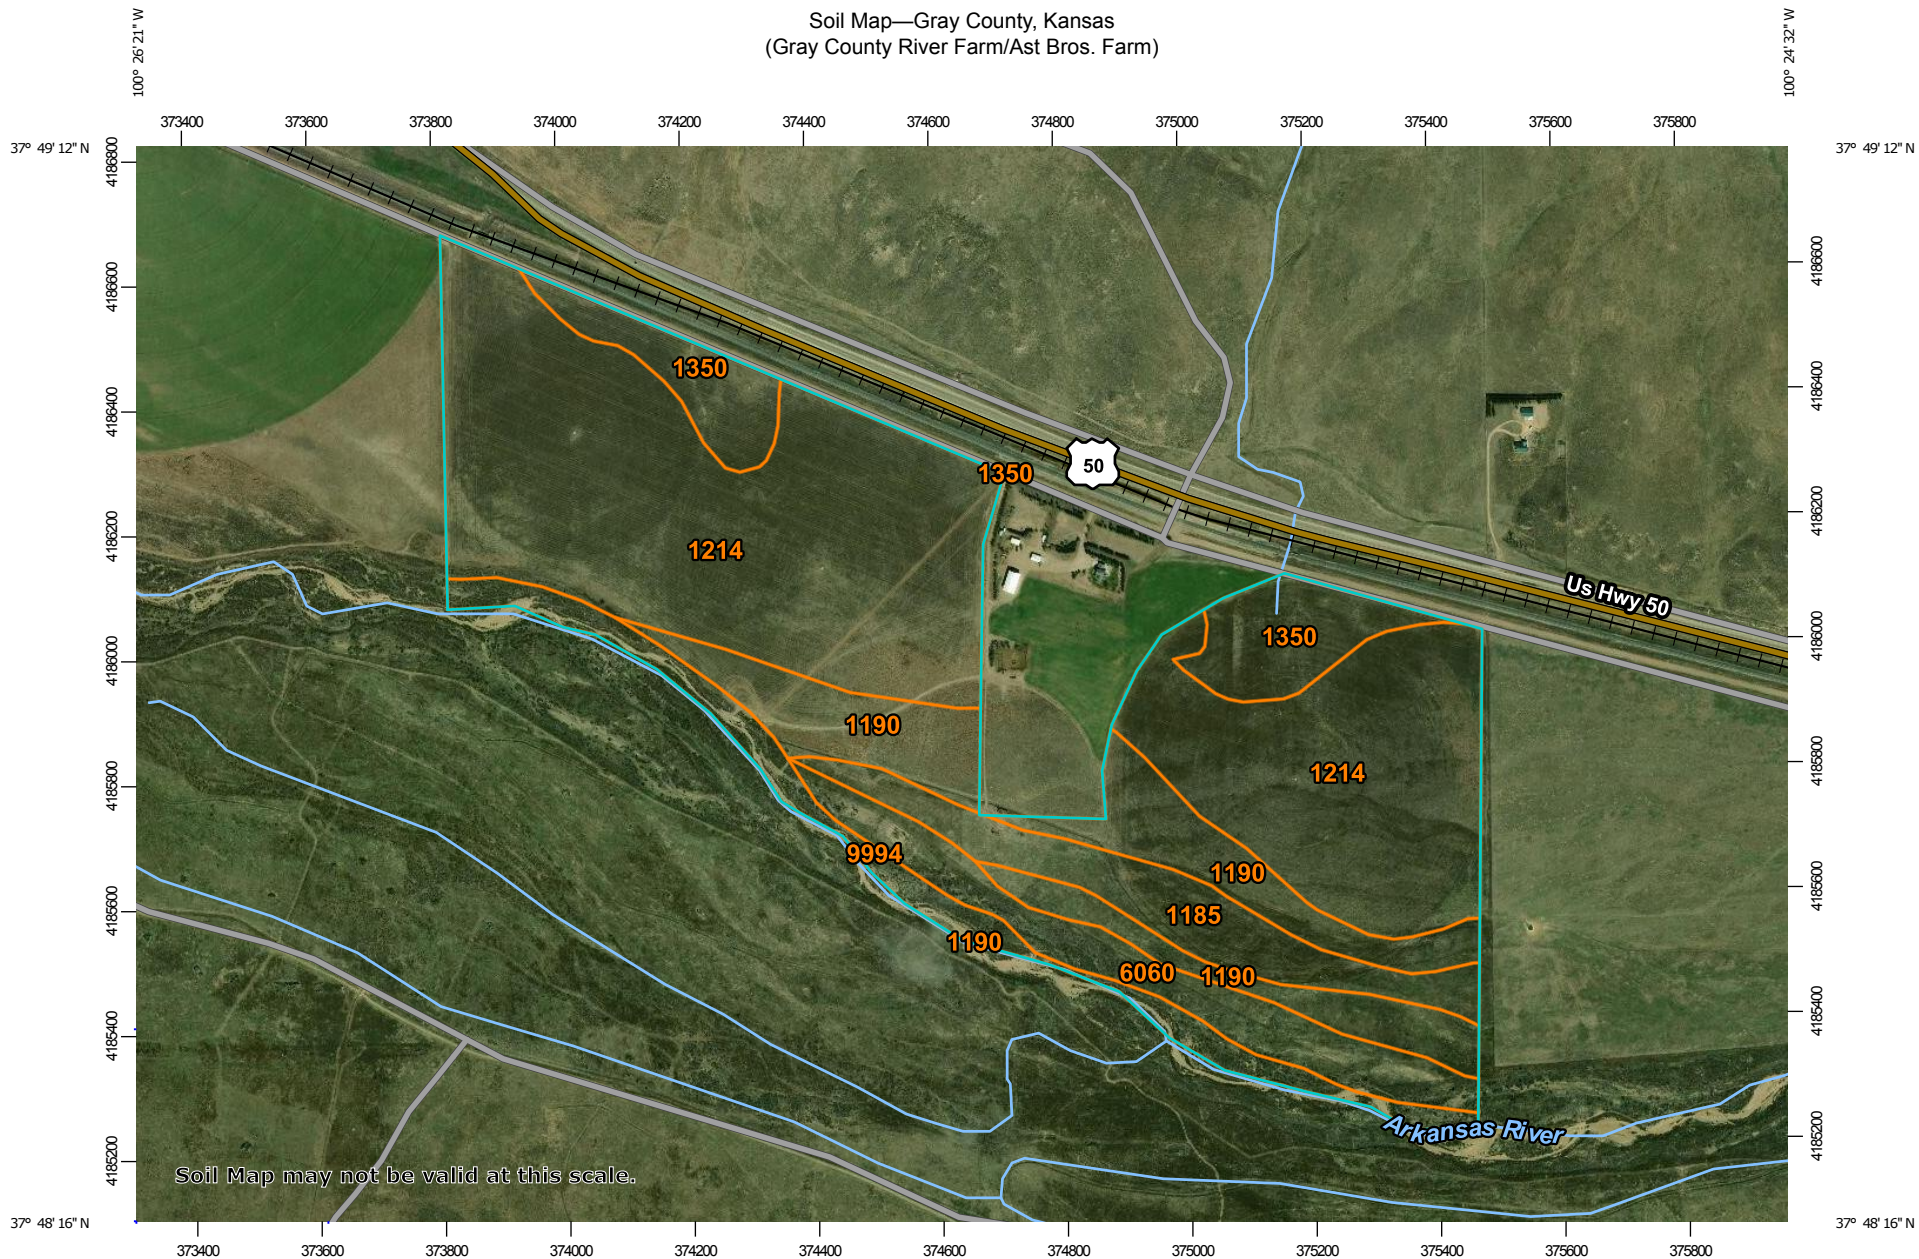 Soil Map—Gray County, Kansas
(Gray County River Farm/Ast Bros. Farm)
100° 26' 21" W
100° 24' 32" W
373400 373600 373800 374000 374200 374400 374600 374800 375000 375200 375400 375600 375800
37° 49' 12" N
37° 49' 12" N
4186800
4186600
4186400
4186200
4186000
4185800
4185600
4185400
4185200
4186600
4186400
4186200
4186000
4185800
4185600
4185400
4185200
1350
1350
50
1214
Us Hwy 50
1350
1190
1214
9994
1190
1185
1190
6060
1190
Arkansas River
Soil Map may not be valid at this scale.
37° 48' 16" N
37° 48' 16" N
373400 373600 373800 374000 374200 374400 374600 374800 375000 375200 375400 375600 375800